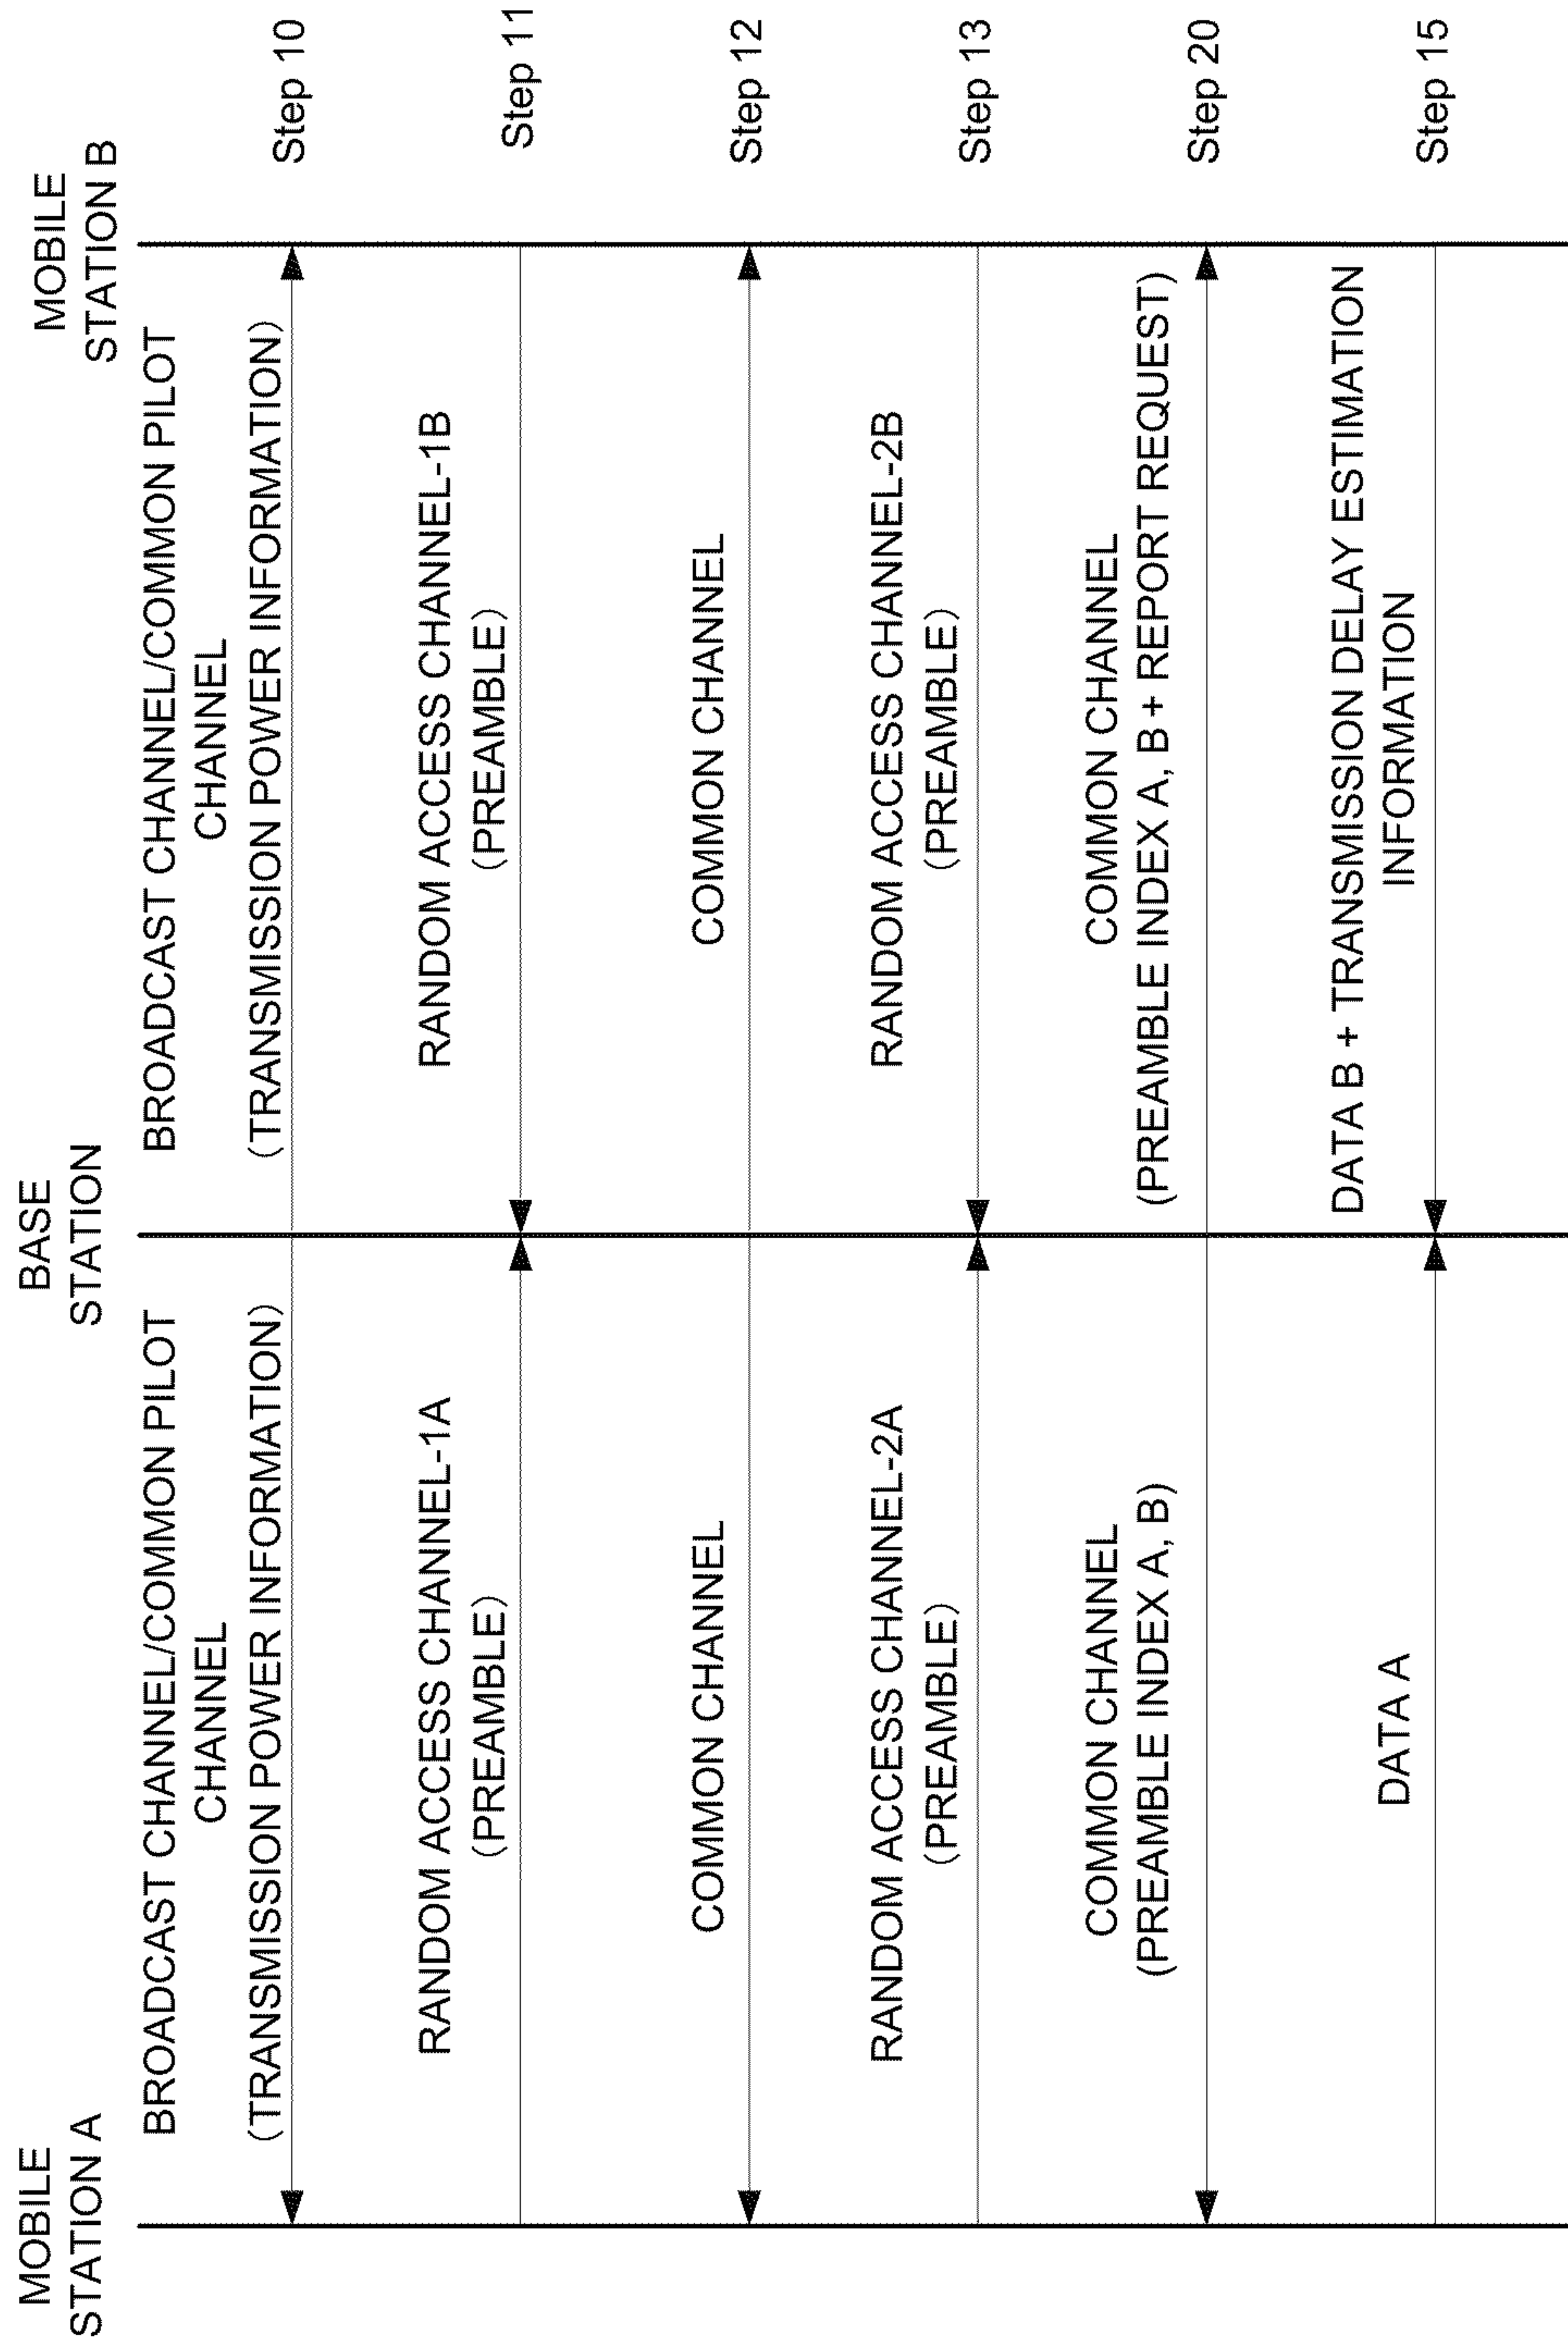 MOBILE
STATION A
BASE
STATION
MOBILE
STATION B
BROADCAST CHANNEL/COMMON PILOT
CHANNEL
(TRANSMISSION POWER INFORMATION)
BROADCAST CHANNEL/COMMON PILOT
CHANNEL
(TRANSMISSION POWER INFORMATION)
Step 10
RANDOM ACCESS CHANNEL-1A
(PREAMBLE)
RANDOM ACCESS CHANNEL-1B
(PREAMBLE)
Step 11
COMMON CHANNEL
COMMON CHANNEL
Step 12
RANDOM ACCESS CHANNEL-2A
(PREAMBLE)
RANDOM ACCESS CHANNEL-2B
(PREAMBLE)
Step 13
COMMON CHANNEL
(PREAMBLE INDEX A, B)
COMMON CHANNEL
(PREAMBLE INDEX A, B + REPORT REQUEST)
Step 20
DATA A
DATA B + TRANSMISSION DELAY ESTIMATION
INFORMATION
Step 15